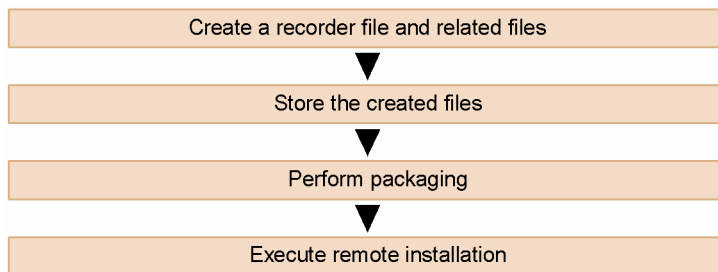 Create a recorder file and related files
Store the created files
Perform packaging
Execute remote installation